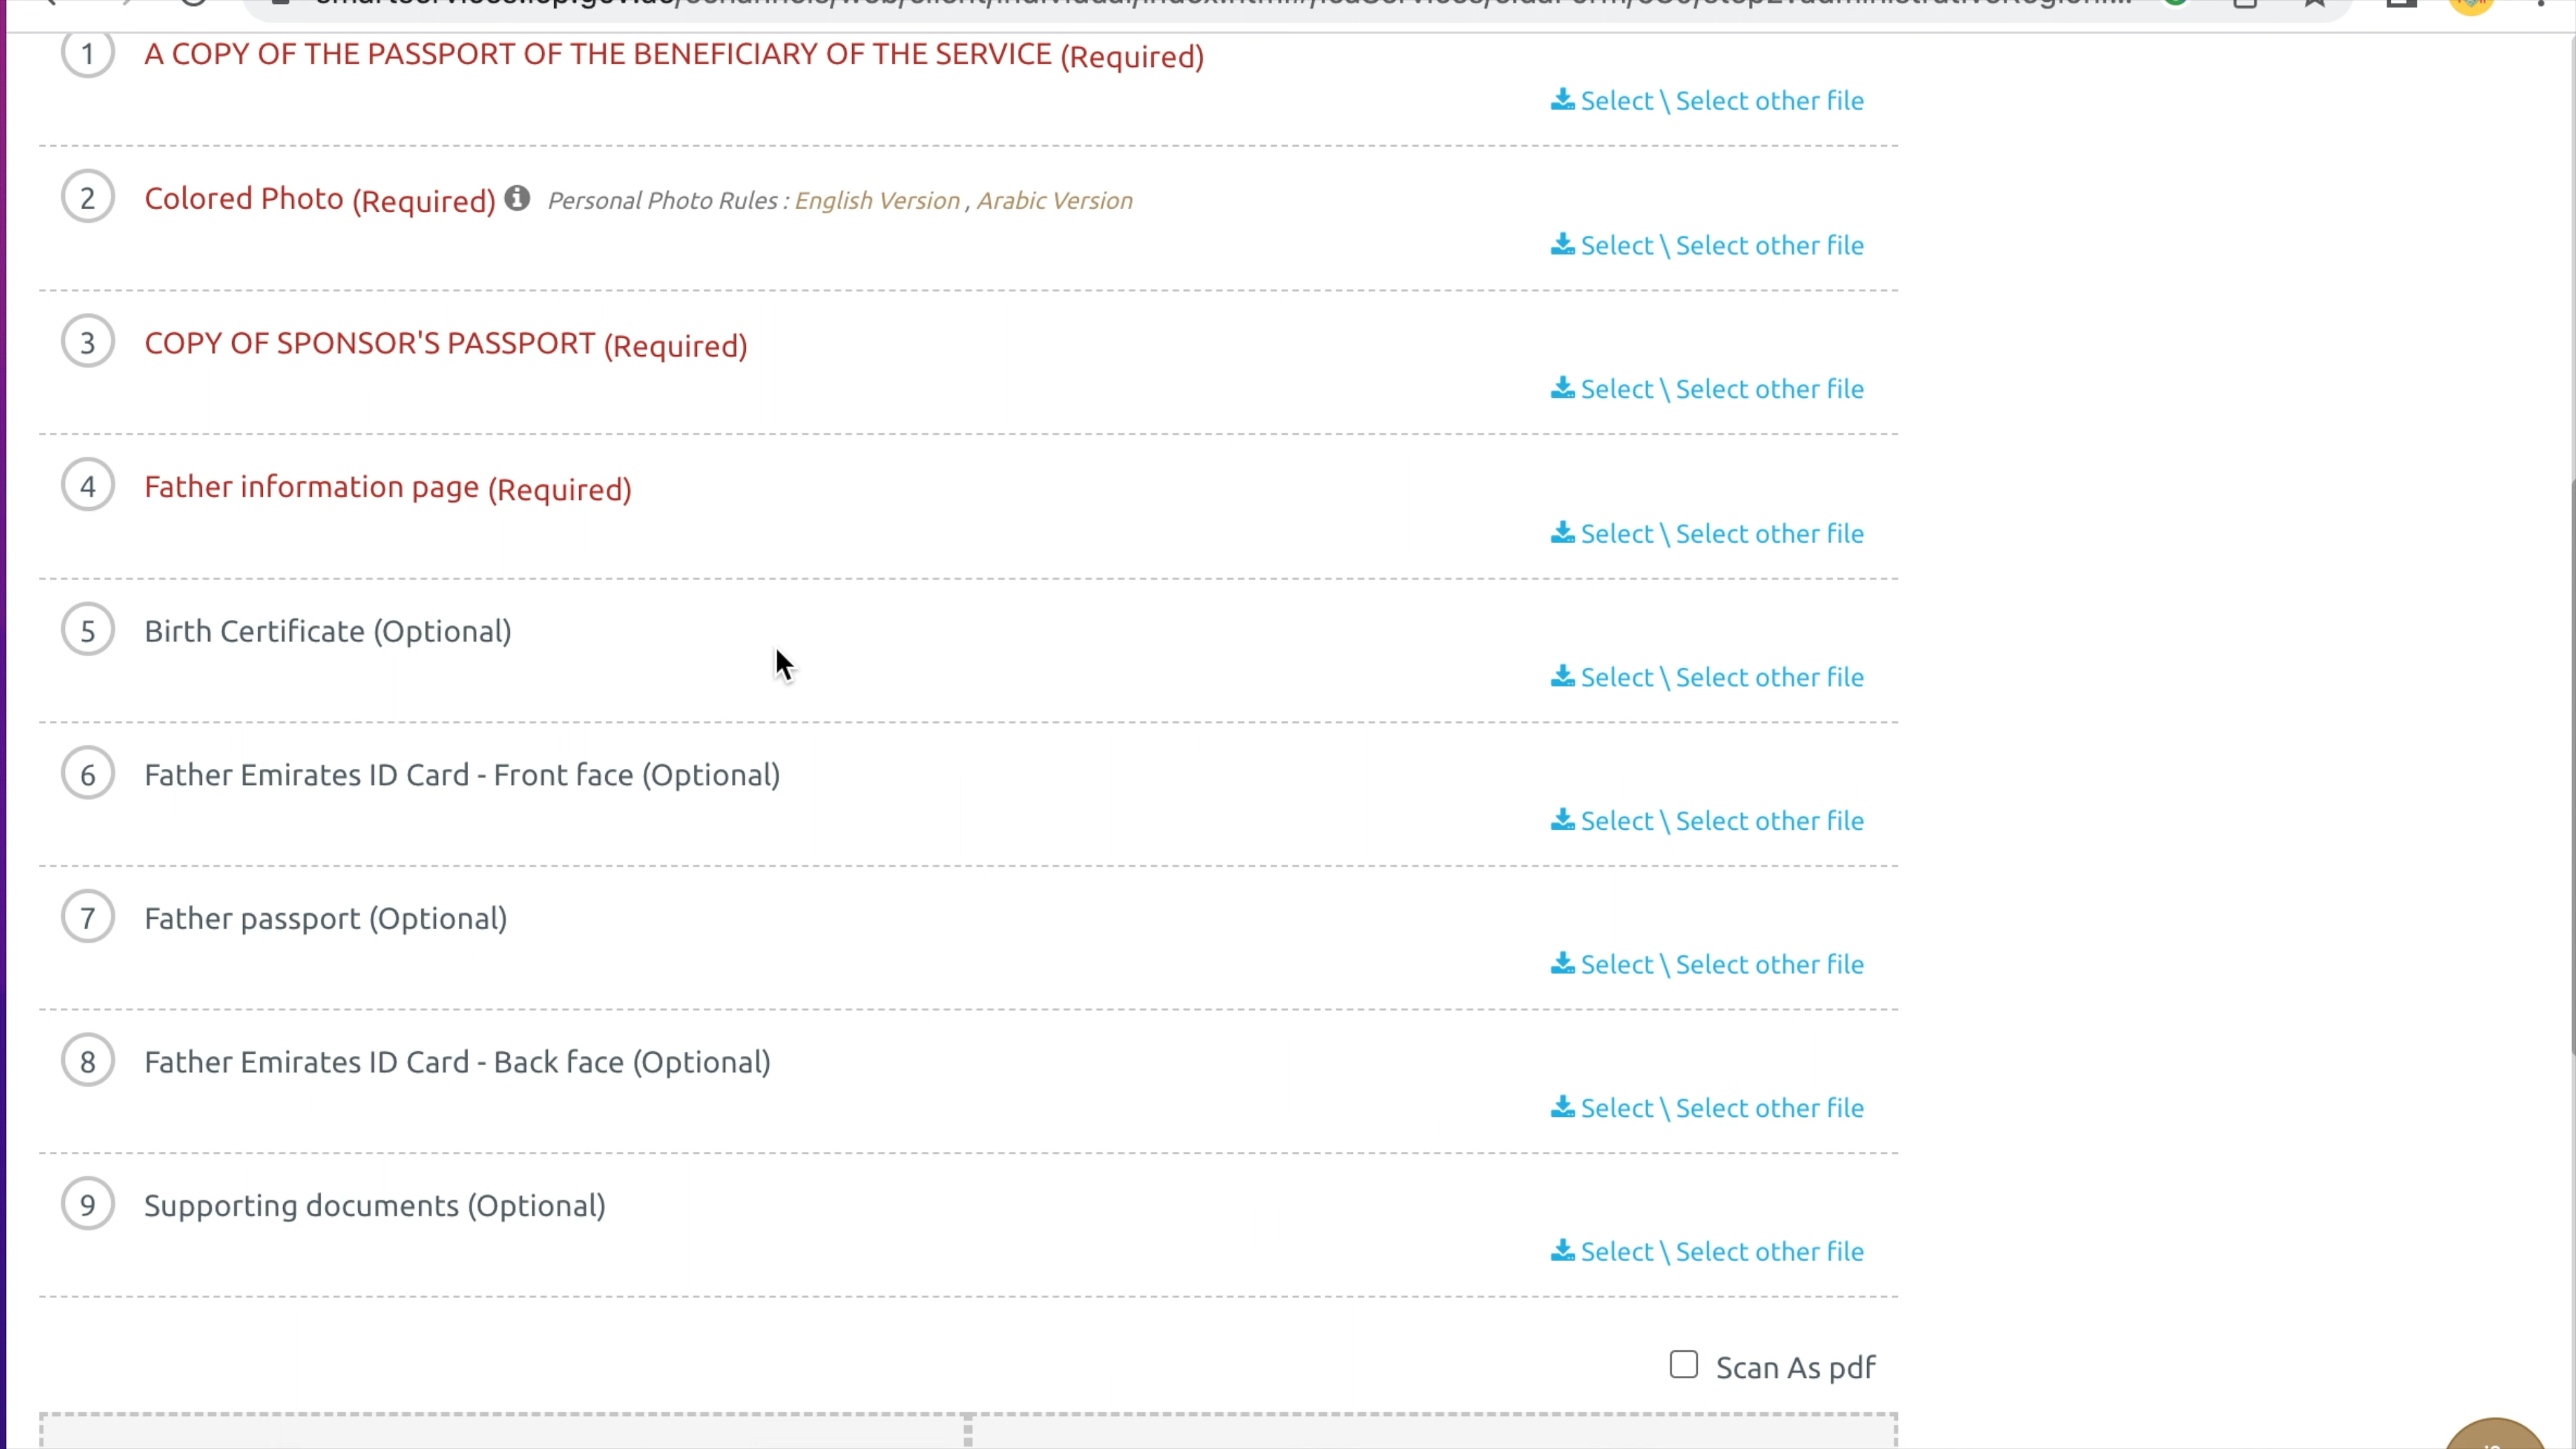 1 A COPY OF THE PASSPORT OF THE BENEFICIARY OF THE SERVICE (Required)
Select \ Select other file
2 Colored Photo (Required) Personal Photo Rules : English Version , Arabic Version
Select \ Select other file
3 COPY OF SPONSOR'S PASSPORT (Required)
Select \ Select other file
4 Father information page (Required)
Select \ Select other file
5 Birth Certificate (Optional)
Select \ Select other file
6 Father Emirates ID Card - Front face (Optional)
Select \ Select other file
7 Father passport (Optional)
Select \ Select other file
8 Father Emirates ID Card - Back face (Optional)
Select \ Select other file
9 Supporting documents (Optional)
Select \ Select other file
Scan As pdf